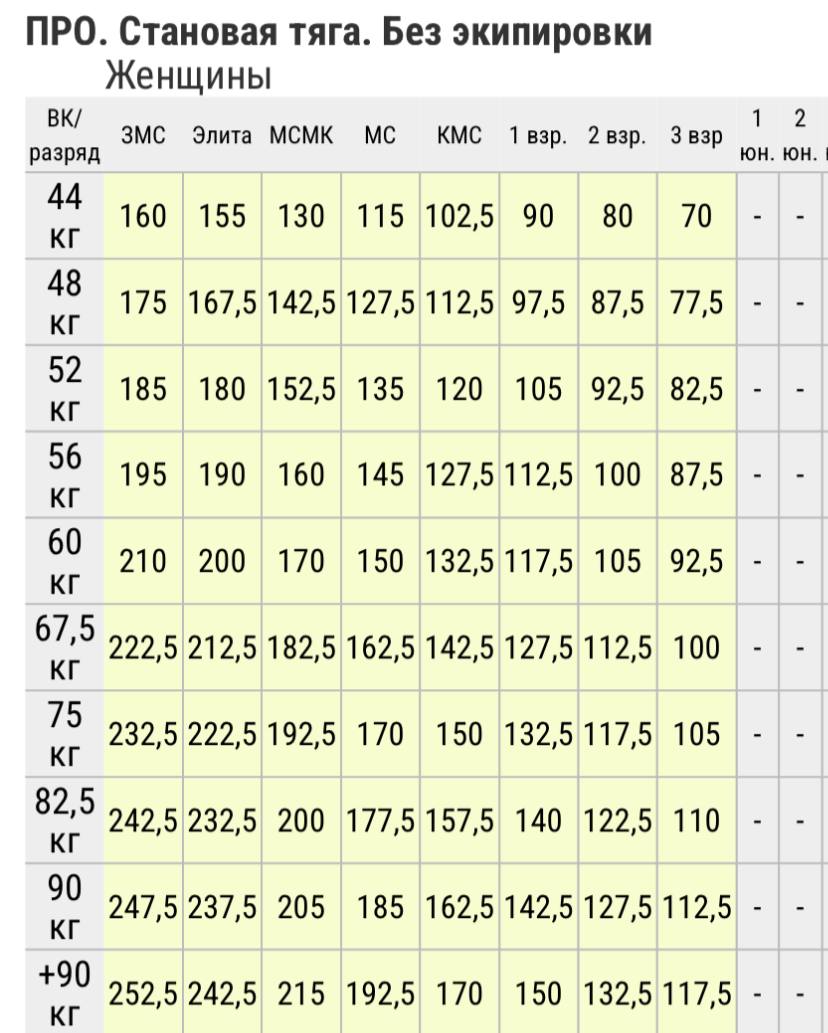 ПРО. Становая тяга. Без экипировки
Женщины
ВК/разряд ЗМС Элита МСМК МС КМС 1 взр. 2 взр. 3 взр 1 юн. 2 юн.
44 кг 160 155 130 115 102,5 90 80 70 - -
48 кг 175 167,5 142,5 127,5 112,5 97,5 87,5 77,5 - -
52 кг 185 180 152,5 135 120 105 92,5 82,5 - -
56 кг 195 190 160 145 127,5 112,5 100 87,5 - -
60 кг 210 200 170 150 132,5 117,5 105 92,5 - -
67,5 кг 222,5 212,5 182,5 162,5 142,5 127,5 112,5 100 - -
75 кг 232,5 222,5 192,5 170 150 132,5 117,5 105 - -
82,5 кг 242,5 232,5 200 177,5 157,5 140 122,5 110 - -
90 кг 247,5 237,5 205 185 162,5 142,5 127,5 112,5 - -
+90 кг 252,5 242,5 215 192,5 170 150 132,5 117,5 - -